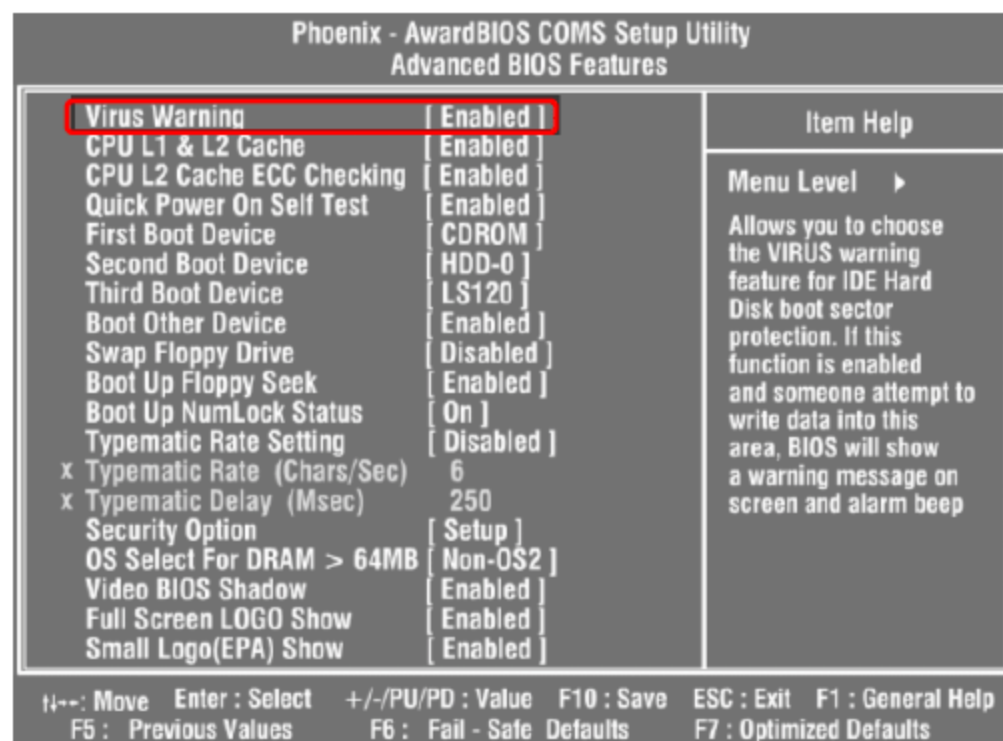 Phoenix - AwardBIOS COMS Setup Utility
Advanced BIOS Features
Virus Warning [ Enabled ]
CPU L1 & L2 Cache [ Enabled ]
CPU L2 Cache ECC Checking [ Enabled ]
Quick Power On Self Test [ Enabled ]
First Boot Device [ CDROM ]
Second Boot Device [ HDD-0 ]
Third Boot Device [ LS120 ]
Boot Other Device [ Enabled ]
Swap Floppy Drive [ Disabled ]
Boot Up Floppy Seek [ Enabled ]
Boot Up NumLock Status [ On ]
Typematic Rate Setting [ Disabled ]
x Typematic Rate (Chars/Sec) 6
x Typematic Delay (Msec) 250
Security Option [ Setup ]
OS Select For DRAM > 64MB [ Non-OS2 ]
Video BIOS Shadow [ Enabled ]
Full Screen LOGO Show [ Enabled ]
Small Logo(EPA) Show [ Enabled ]
Item Help
Menu Level ▸
Allows you to choose
the VIRUS warning
feature for IDE Hard
Disk boot sector
protection. If this
function is enabled
and someone attempt to
write data into this
area, BIOS will show
a warning message on
screen and alarm beep
↑↓--: Move Enter : Select +/-/PU/PD : Value F10 : Save ESC : Exit F1 : General Help
F5 : Previous Values F6 : Fail - Safe Defaults F7 : Optimized Defaults